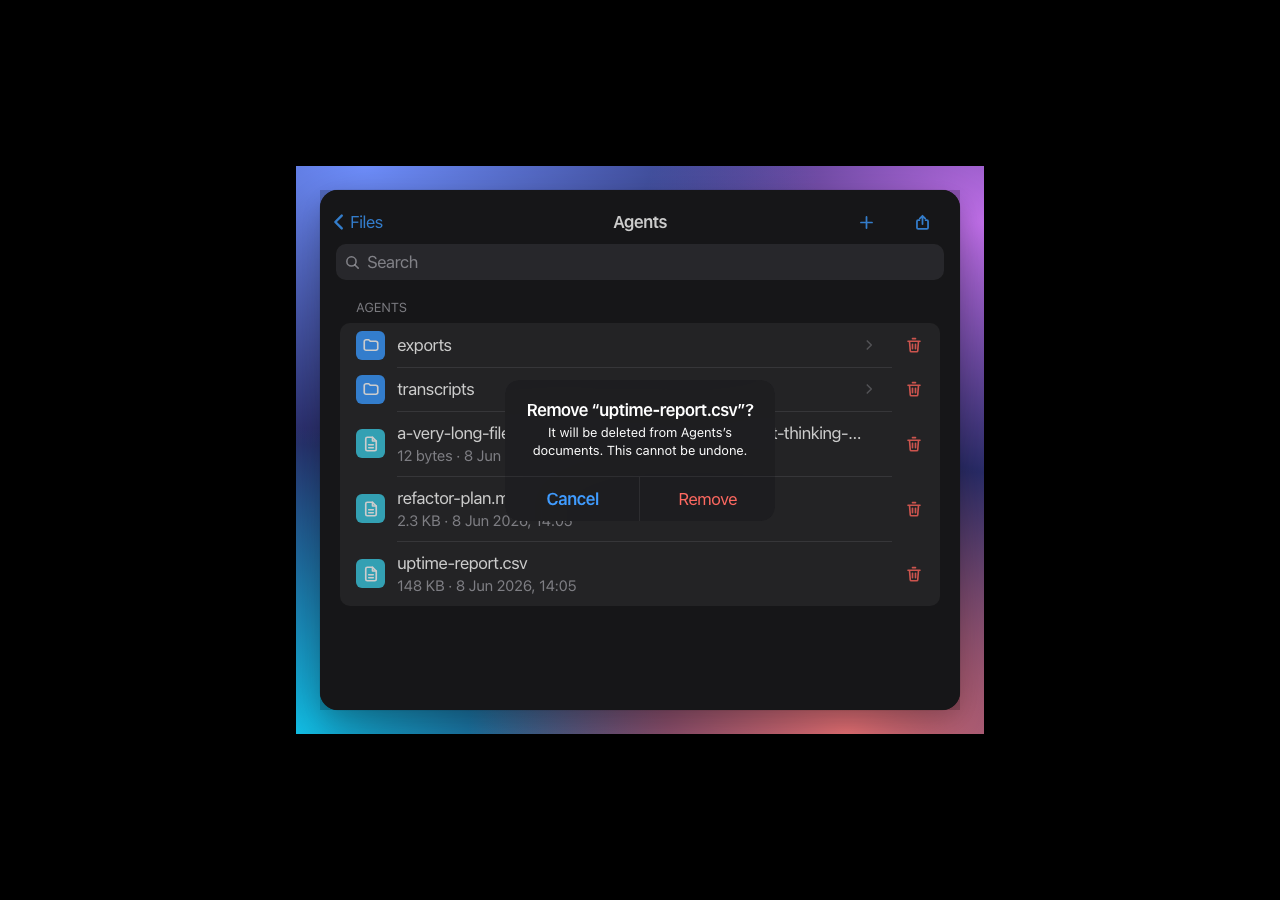 Files
Agents
Search
AGENTS
exports
transcripts
Remove “uptime-report.csv”?
It will be deleted from Agents’s
documents. This cannot be undone.
Cancel
Remove
a-very-long-file
t-thinking-…
12 bytes · 8 Jun
refactor-plan.m
2.3 KB · 8 Jun 2026, 14:05
uptime-report.csv
148 KB · 8 Jun 2026, 14:05